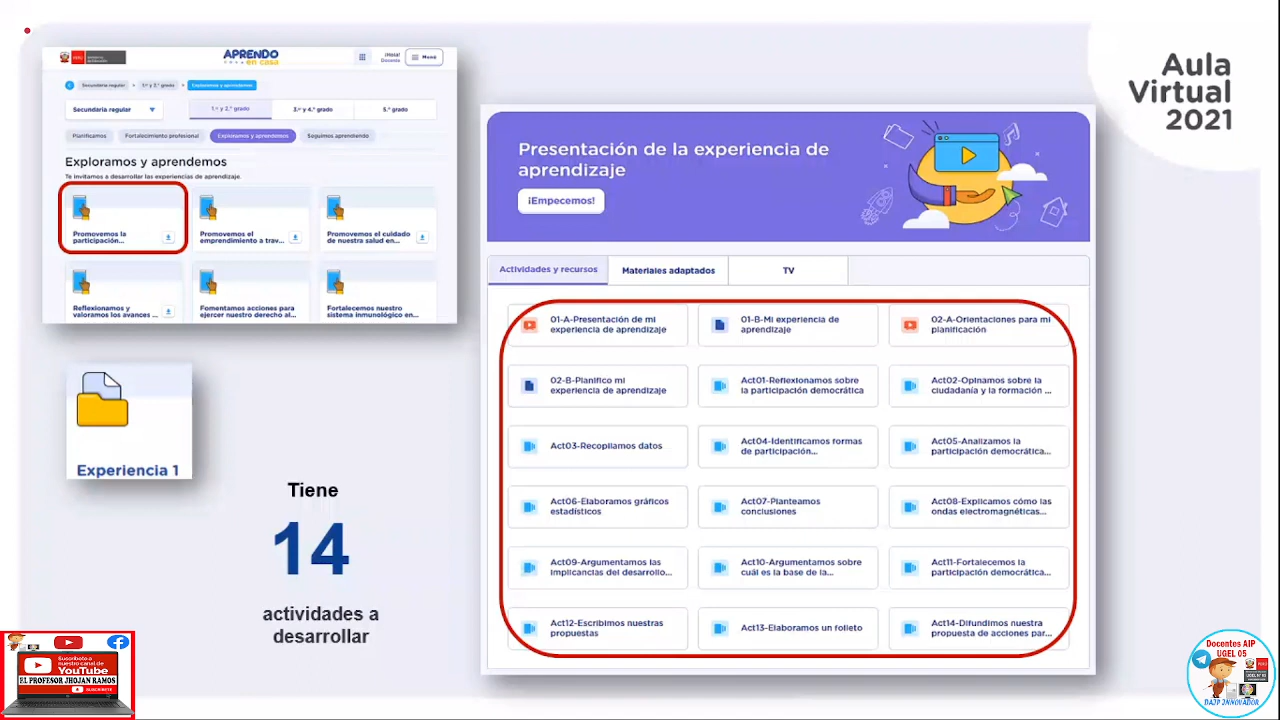 Aula
Virtual
2021
PERÚ
APRENDO
en casa
¡Hola!
Docente
Menú
Secundaria regular
1.° y 2.° grado
Exploramos y aprendemos
Secundaria regular
1.° y 2.° grado
3.° y 4.° grado
5.° grado
Planificamos
Fortalecimiento profesional
Exploramos y aprendemos
Seguimos aprendiendo
Exploramos y aprendemos
Te invitamos a desarrollar las experiencias de aprendizaje.
Promovemos la
participación...
Promovemos el
emprendimiento a trav...
Promovemos el cuidado
de nuestra salud en...
Reflexionamos y
valoramos los avances ...
Fomentamos acciones para
ejercer nuestro derecho al...
Fortalecemos nuestro
sistema inmunológico en...
Experiencia 1
Tiene
14
actividades a
desarrollar
Presentación de la experiencia de
aprendizaje
¡Empecemos!
Actividades y recursos
Materiales adaptados
TV
01-A-Presentación de mi
experiencia de aprendizaje
01-B-Mi experiencia de
aprendizaje
02-A-Orientaciones para mi
planificación
02-B-Planifico mi
experiencia de aprendizaje
Act01-Reflexionamos sobre
la participación democrática
Act02-Opinamos sobre la
ciudadanía y la formación ...
Act03-Recopilamos datos
Act04-Identificamos formas
de participación...
Act05-Analizamos la
participación democrática...
Act06-Elaboramos gráficos
estadísticos
Act07-Planteamos
conclusiones
Act08-Explicamos cómo las
ondas electromagnéticas...
Act09-Argumentamos las
implicancias del desarrollo...
Act10-Argumentamos sobre
cuál es la base de la...
Act11-Fortalecemos la
participación democrática...
Act12-Escribimos nuestras
propuestas
Act13-Elaboramos un folleto
Act14-Difundimos nuestra
propuesta de acciones par...
Suscríbete a
nuestro canal de
YouTube
EL PROFESOR JHOJAN RAMOS
SUSCRIBETE
Docentes AIP
UGEL 05
DAIP INNOVADOR